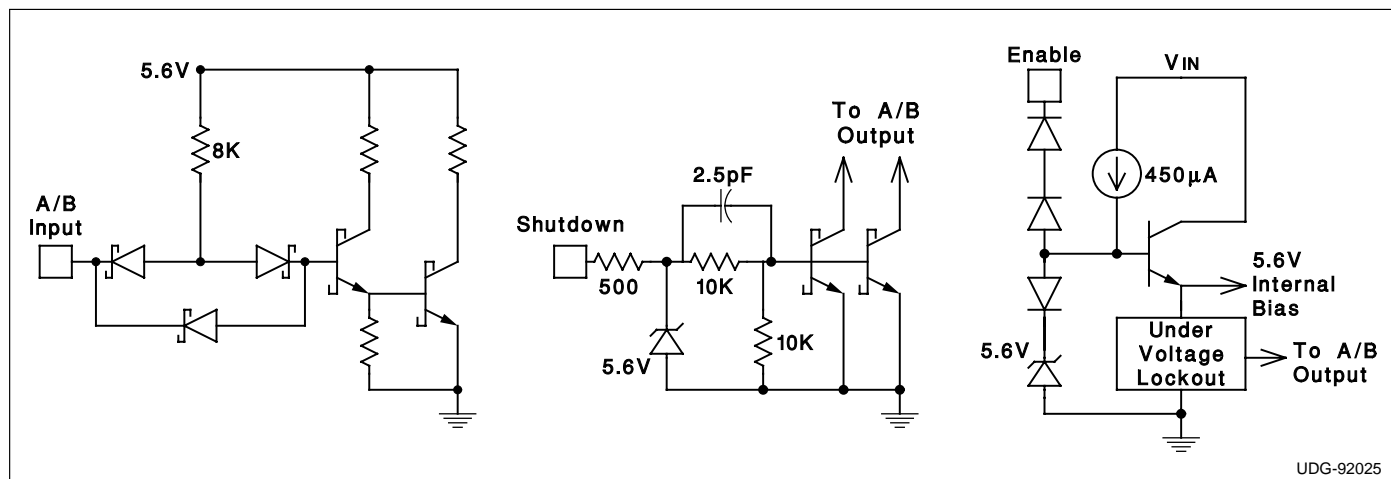 5.6V
8K
A/B
Input
Shutdown
500
2.5pF
10K
10K
5.6V
To A/B
Output
Enable
VIN
450µA
5.6V
Internal
Bias
5.6V
Under
Voltage
Lockout
To A/B
Output
UDG-92025